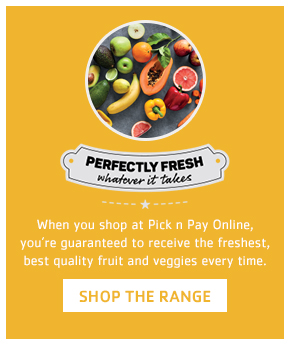 PERFECTLY FRESH
whatever it takes
When you shop at Pick n Pay Online,
you're guaranteed to receive the freshest,
best quality fruit and veggies every time.
SHOP THE RANGE